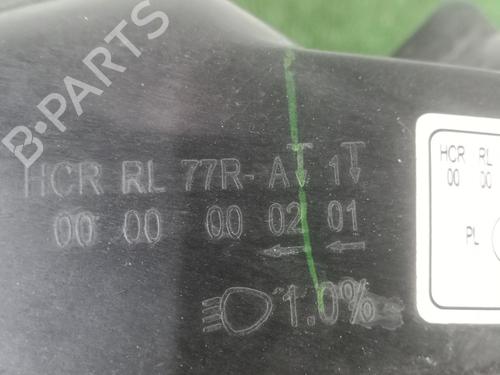 B-PARTS
HCR RL 77R-A 1
00 00 00 02 01
1.0%
HCR RL
00 00
PL